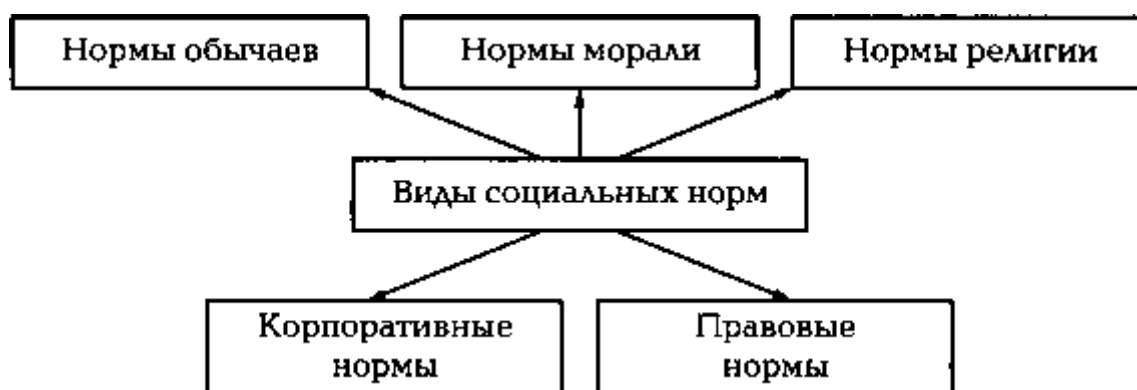 Нормы обычаев
Нормы морали
Нормы религии
Виды социальных норм
Корпоративные
нормы
Правовые
нормы